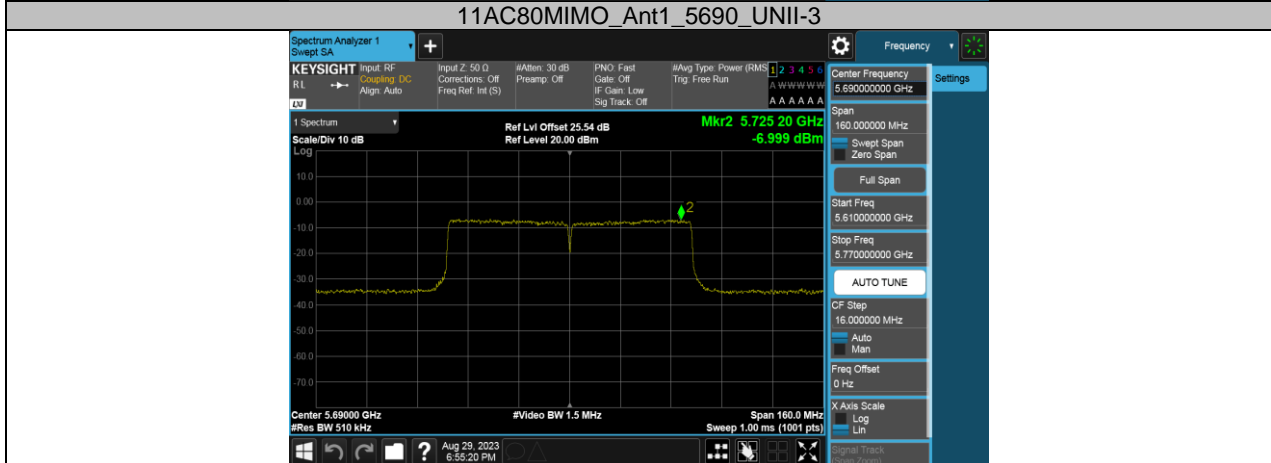 11AC80MIMO_Ant1_5690_UNII-3
Spectrum Analyzer 1
Swept SA
+
Frequency
KEYSIGHT
RL
LXI
Input: RF
Coupling: DC
Align: Auto
Input Z: 50 Ω
Corrections: Off
Freq Ref: Int (S)
#Atten: 30 dB
Preamp: Off
PNO: Fast
Gate: Off
IF Gain: Low
Sig Track: Off
#Avg Type: Power (RMS
Trig: Free Run
1 2 3 4 5 6
A W W W W W
A A A A A A
1 Spectrum
Scale/Div 10 dB
Ref Lvl Offset 25.54 dB
Ref Level 20.00 dBm
Mkr2 5.725 20 GHz
-6.999 dBm
Log
10.0
0.00
-10.0
-20.0
-30.0
-40.0
-50.0
-60.0
-70.0
2
Center 5.69000 GHz
#Res BW 510 kHz
#Video BW 1.5 MHz
Span 160.0 MHz
Sweep 1.00 ms (1001 pts)
?
Aug 29, 2023
6:55:20 PM
Center Frequency
5.690000000 GHz
Settings
Span
160.000000 MHz
Swept Span
Zero Span
Full Span
Start Freq
5.610000000 GHz
Stop Freq
5.770000000 GHz
AUTO TUNE
CF Step
16.000000 MHz
Auto
Man
Freq Offset
0 Hz
X Axis Scale
Log
Lin
Signal Track
(Span Zoom)